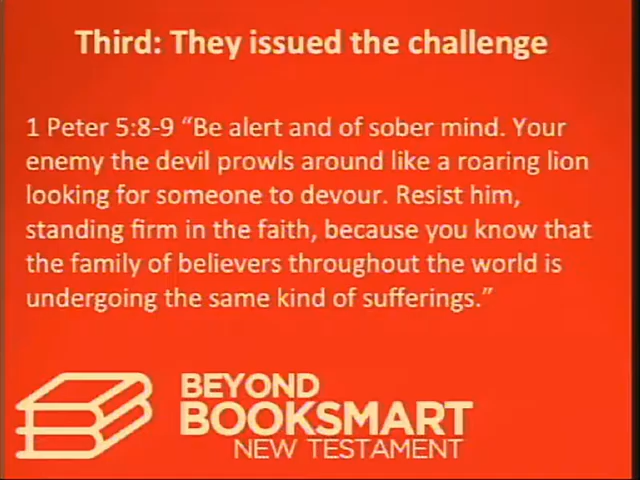 Third: They issued the challenge
1 Peter 5:8-9 “Be alert and of sober mind. Your
enemy the devil prowls around like a roaring lion
looking for someone to devour. Resist him,
standing firm in the faith, because you know that
the family of believers throughout the world is
undergoing the same kind of sufferings.”
BEYOND
BOOKSMART
NEW TESTAMENT